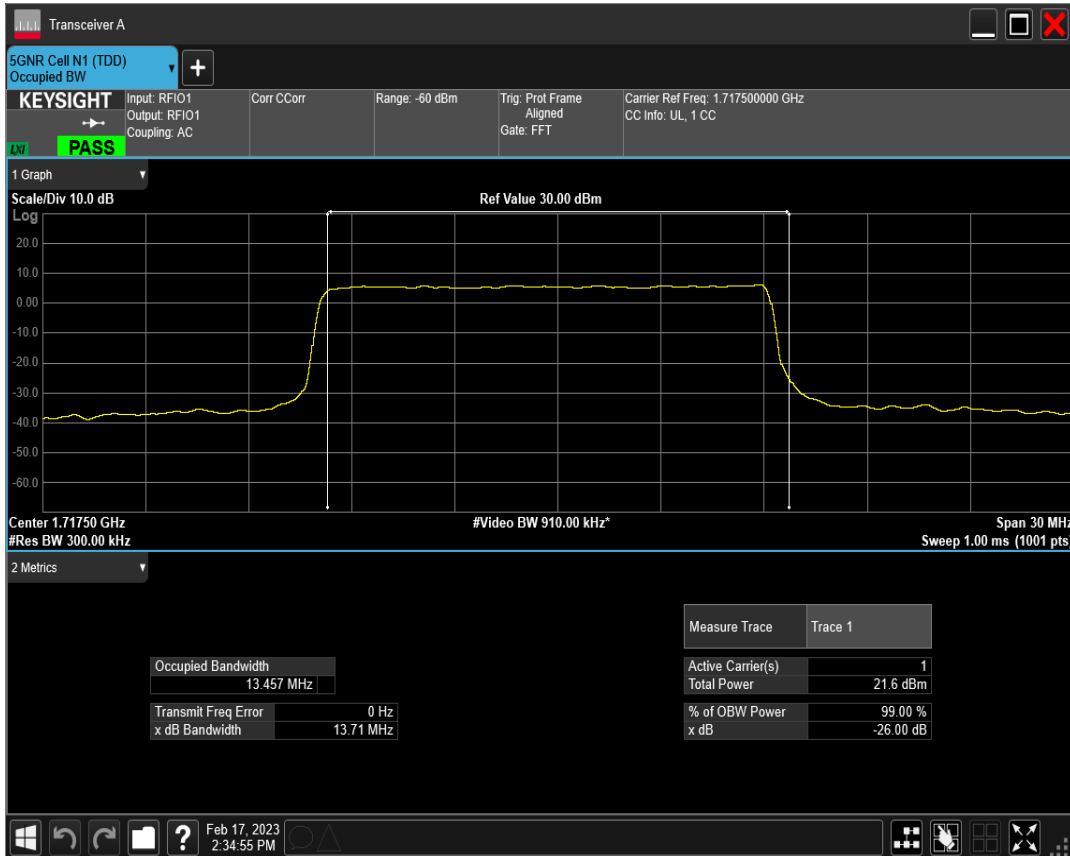 Transceiver A
5GNR Cell N1 (TDD)
Occupied BW
KEYSIGHT
LXI
PASS
Input: RFIO1
Output: RFIO1
Coupling: AC
Corr CCorr
Range: -60 dBm
Trig: Prot Frame
Aligned
Gate: FFT
Carrier Ref Freq: 1.717500000 GHz
CC Info: UL, 1 CC
1 Graph
Scale/Div 10.0 dB
Ref Value 30.00 dBm
Log
20.0
10.0
0.00
-10.0
-20.0
-30.0
-40.0
-50.0
-60.0
Center 1.71750 GHz
#Video BW 910.00 kHz*
Span 30 MHz
#Res BW 300.00 kHz
Sweep 1.00 ms (1001 pts)
2 Metrics
Measure Trace Trace 1
Occupied Bandwidth
13.457 MHz
Active Carrier(s) 1
Total Power 21.6 dBm
Transmit Freq Error 0 Hz
x dB Bandwidth 13.71 MHz
% of OBW Power 99.00 %
x dB -26.00 dB
?
Feb 17, 2023
2:34:55 PM